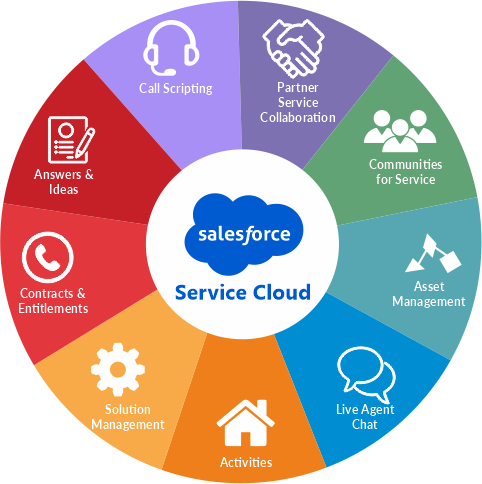 Call Scripting
Partner
Service
Collaboration
Communities
for Service
Asset
Management
Live Agent
Chat
Activities
Solution
Management
Contracts &
Entitlements
Answers &
Ideas
salesforce
Service Cloud